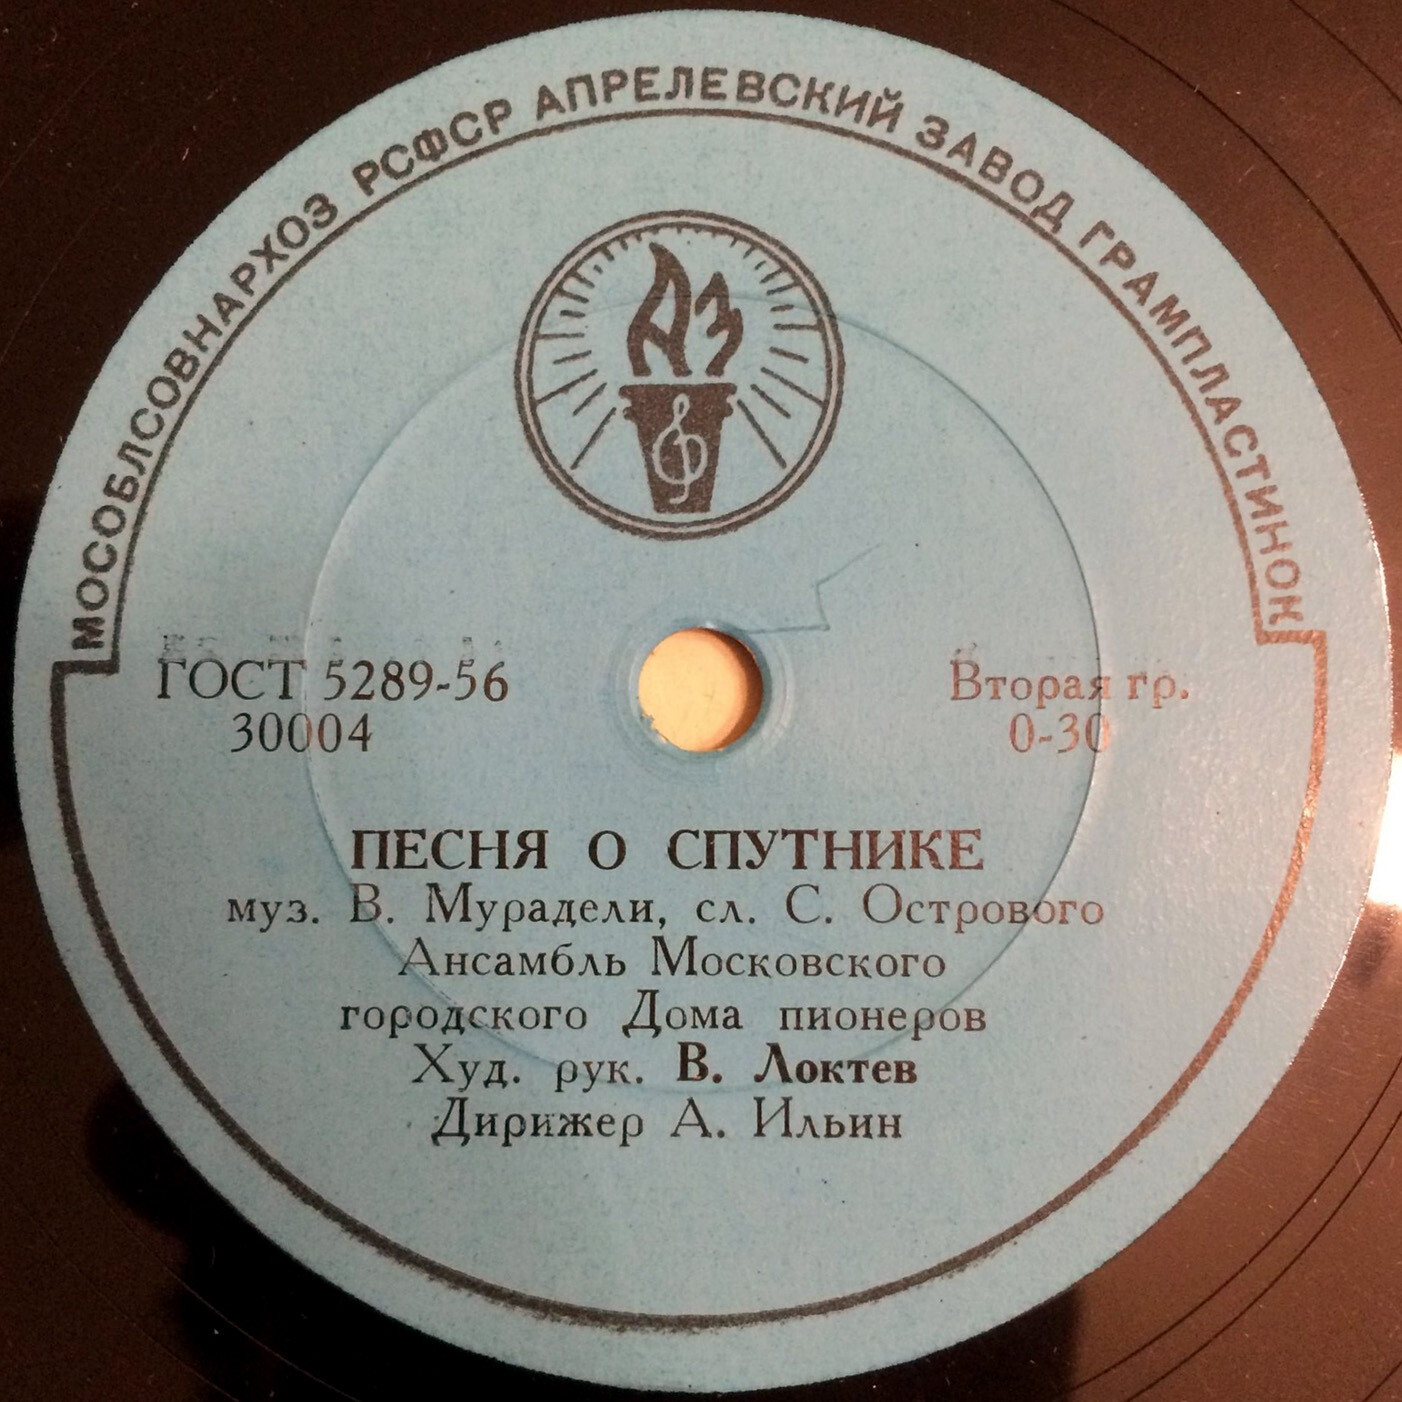 МОСОБЛСОВНАРХОЗ РСФСР АПРЕЛЕВСКИЙ ЗАВОД ГРАМПЛАСТИНОК
АЗ
ГОСТ 5289-56
30004
Вторая гр.
0-30
ПЕСНЯ О СПУТНИКЕ
муз. В. Мурадели, сл. С. Острового
Ансамбль Московского
городского Дома пионеров
Худ. рук. В. Локтев
Дирижер А. Ильин